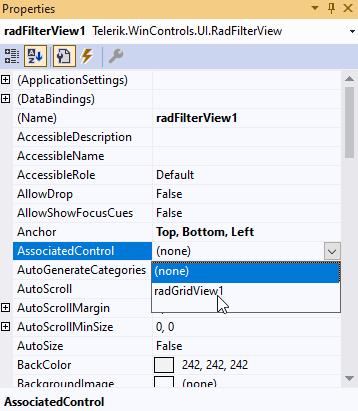 Properties
radFilterView1 Telerik.WinControls.UI.RadFilterView
(ApplicationSettings)
(DataBindings)
(Name) radFilterView1
AccessibleDescription
AccessibleName
AccessibleRole Default
AllowDrop False
AllowShowFocusCues False
Anchor Top, Bottom, Left
AssociatedControl (none)
AutoGenerateCategories (none)
AutoScroll radGridView1
AutoScrollMargin
AutoScrollMinSize 0, 0
AutoSize False
BackColor 242, 242, 242
BackgroundImage (none)
AssociatedControl